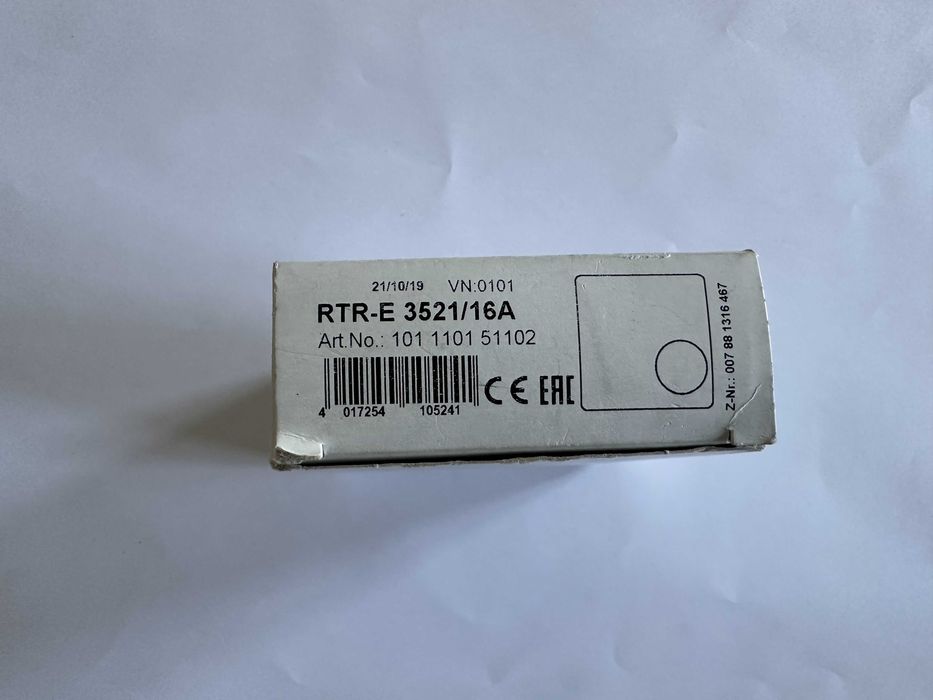 21/10/19 VN:0101
RTR-E 3521/16A
Art.No.: 101 1101 51102
4 017254 105241
CE EAC
Z-Nr.: 007 88 1316 467